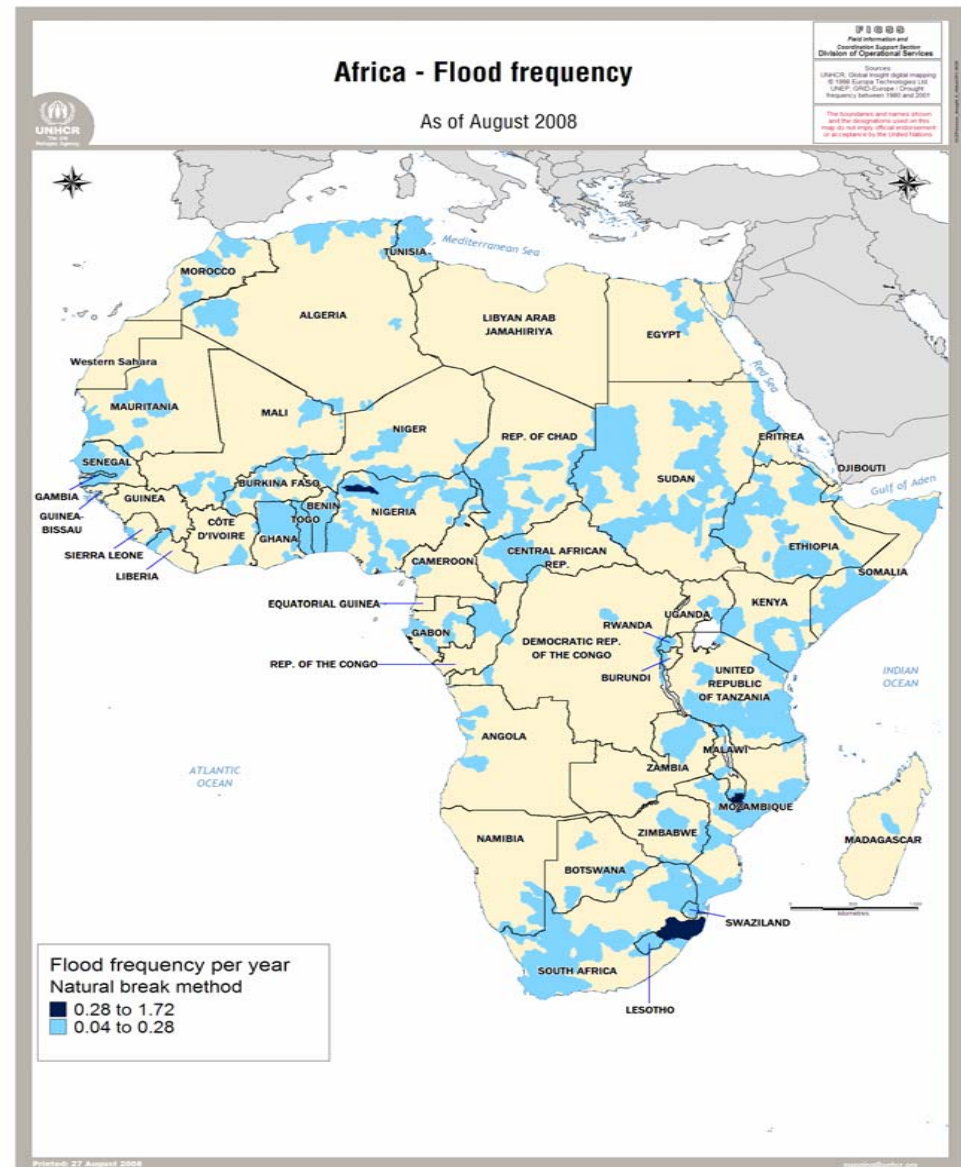 Africa - Flood frequency
As of August 2008
UNHCR
The UN
Refugee Agency
F I C S S
Field Information and
Coordination Support Section
Division of Operational Services
Sources:
UNHCR, Global Insight digital mapping
© 1998 Europa Technologies Ltd.
UNEP, GRID-Europe : Drought
frequency between 1980 and 2001
The boundaries and names shown
and the designations used on this
map do not imply official endorsement
or acceptance by the United Nations.
Mediterranean Sea
TUNISIA
MOROCCO
ALGERIA
LIBYAN ARAB
JAMAHIRIYA
EGYPT
Western Sahara
Red Sea
MAURITANIA
MALI
NIGER
REP. OF CHAD
ERITREA
SENEGAL
SUDAN
DJIBOUTI
Gulf of Aden
GAMBIA
GUINEA
BURKINA FASO
BENIN
NIGERIA
GUINEA-
BISSAU
CÔTE
D'IVOIRE
GHANA
TOGO
SIERRA LEONE
LIBERIA
CENTRAL AFRICAN
REP.
CAMEROON
ETHIOPIA
SOMALIA
EQUATORIAL GUINEA
UGANDA
KENYA
GABON
RWANDA
DEMOCRATIC REP.
OF THE CONGO
REP. OF THE CONGO
BURUNDI
UNITED
REPUBLIC
OF TANZANIA
INDIAN
OCEAN
ANGOLA
MALAWI
ZAMBIA
ATLANTIC
OCEAN
MOZAMBIQUE
NAMIBIA
ZIMBABWE
MADAGASCAR
BOTSWANA
kilometres
SWAZILAND
SOUTH AFRICA
LESOTHO
Flood frequency per year
Natural break method
0.28 to 1.72
0.04 to 0.28
Printed: 27 August 2008